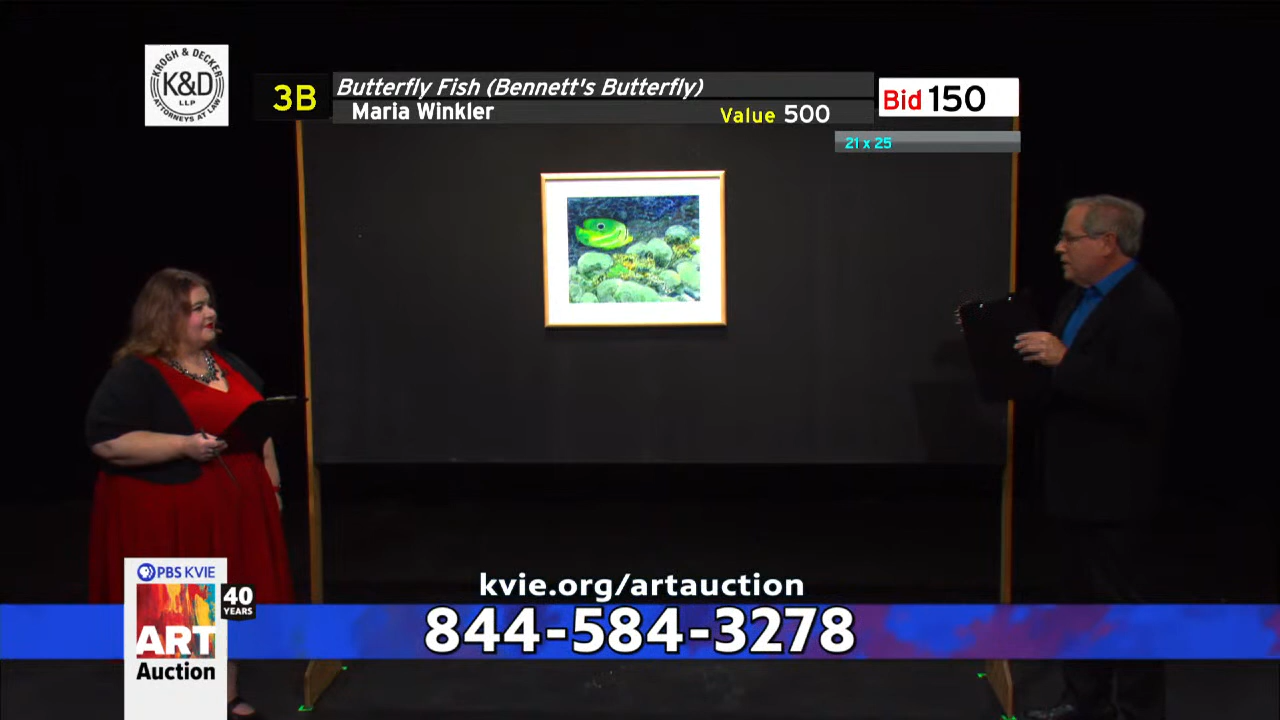 KROGH & DECKER
K&D
LLP
ATTORNEYS AT LAW
3B
Butterfly Fish (Bennett's Butterfly)
Maria Winkler
Value 500
Bid 150
21 x 25
kvie.org/artauction
844-584-3278
PBS KVIE
40
YEARS
ART
Auction